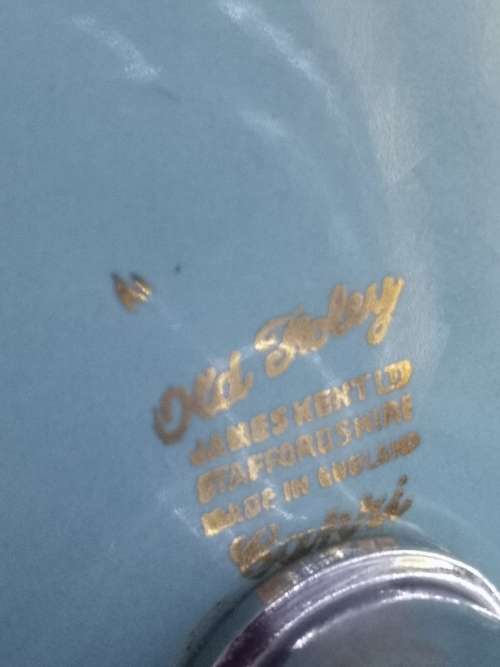 Old Foley
JAMES KENT LTD
STAFFORDSHIRE
MADE IN ENGLAND